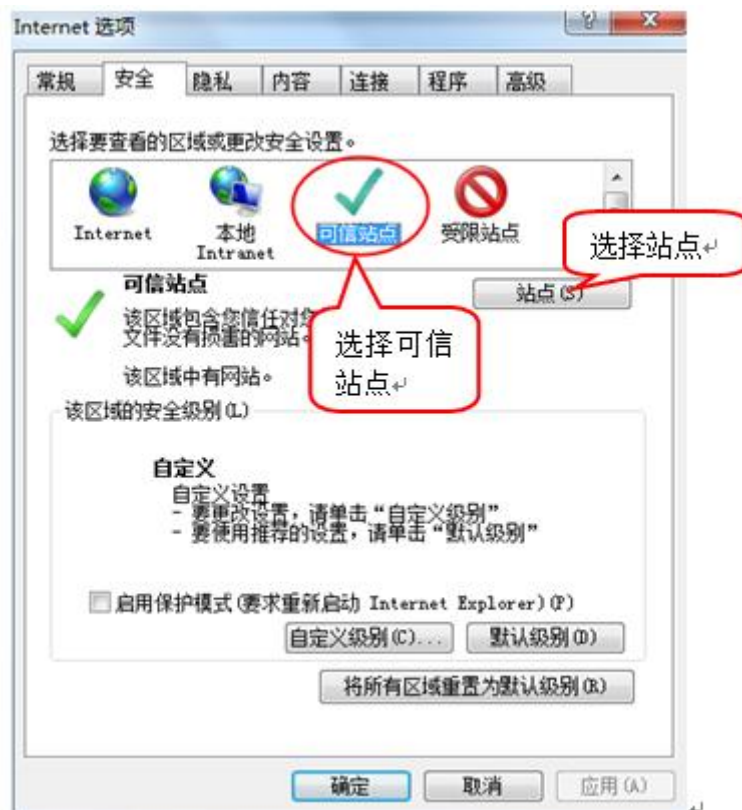 Internet 选项
常规 安全 隐私 内容 连接 程序 高级
选择要查看的区域或更改安全设置。
Internet 本地 Intranet 可信站点 受限站点
选择站点
可信站点
站点(S)
该区域包含您信任对您
文件没有损害的网站。
选择可信
站点
该区域中有网站。
该区域的安全级别(L)
自定义
自定义设置
- 要更改设置，请单击“自定义级别”
- 要使用推荐的设置，请单击“默认级别”
启用保护模式(要求重新启动 Internet Explorer)(P)
自定义级别(C)... 默认级别(D)
将所有区域重置为默认级别(R)
确定 取消 应用(A)